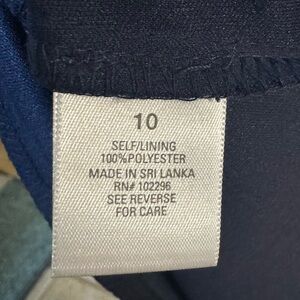 10
SELF/LINING
100%POLYESTER
MADE IN SRI LANKA
RN# 102296
SEE REVERSE
FOR CARE